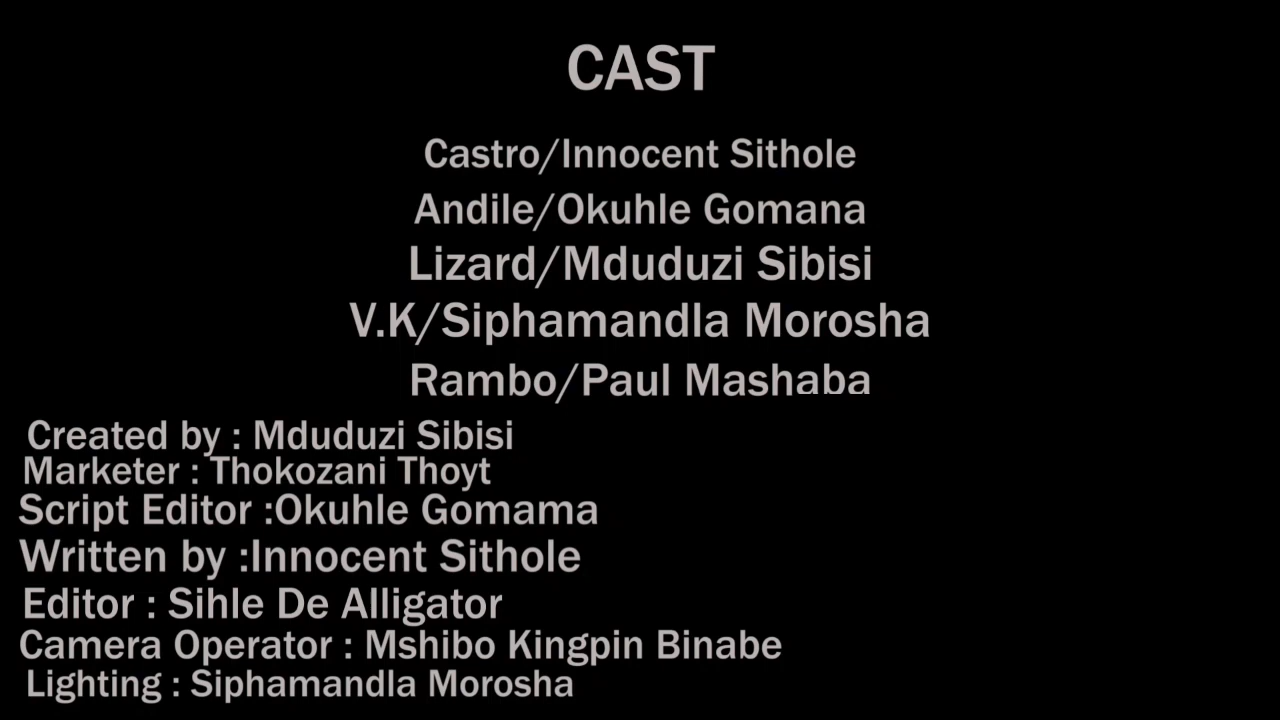 CAST
Castro/Innocent Sithole
Andile/Okuhle Gomana
Lizard/Mduduzi Sibisi
V.K/Siphamandla Morosha
Rambo/Paul Mashaba
Created by : Mduduzi Sibisi
Marketer : Thokozani Thoyt
Script Editor :Okuhle Gomama
Written by :Innocent Sithole
Editor : Sihle De Alligator
Camera Operator : Mshibo Kingpin Binabe
Lighting : Siphamandla Morosha